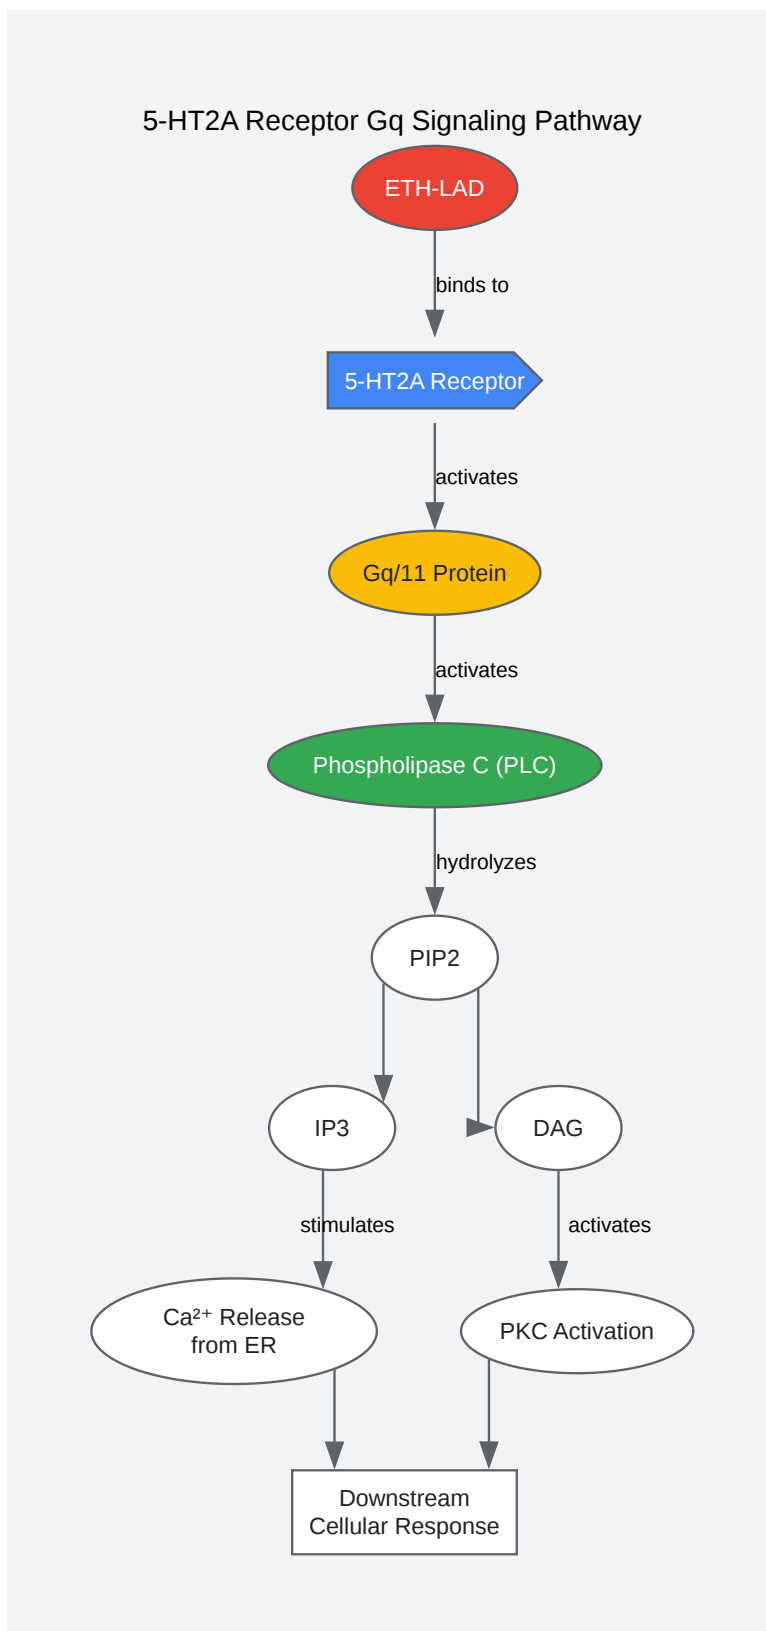 5-HT2A Receptor Gq Signaling Pathway
ETH-LAD
binds to
5-HT2A Receptor
activates
Gq/11 Protein
activates
Phospholipase C (PLC)
hydrolyzes
PIP2
IP3
DAG
stimulates
activates
Ca²⁺ Release
from ER
PKC Activation
Downstream
Cellular Response